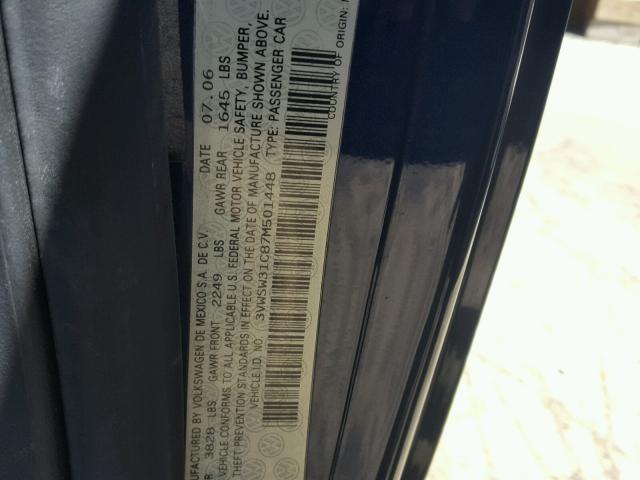 UFACTURED BY VOLKSWAGEN DE MEXICO S.A. DE C.V. DATE 07.06
R 3828 LBS GAWR FRONT 2249 LBS GAWR REAR 1645 LBS
VEHICLE CONFORMS TO ALL APPLICABLE U.S. FEDERAL MOTOR VEHICLE SAFETY, BUMPER,
THEFT PREVENTION STANDARDS IN EFFECT ON THE DATE OF MANUFACTURE SHOWN ABOVE.
VEHICLE I.D. NO 3VWSW31C87M501448 TYPE: PASSENGER CAR
COUNTRY OF ORIGIN: M